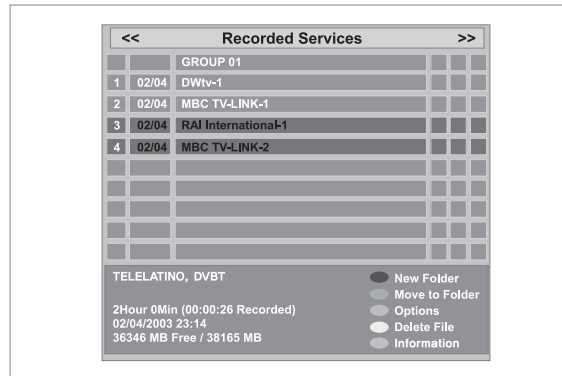 << Recorded Services >>
GROUP 01
1 02/04 DWtv-1
2 02/04 MBC TV-LINK-1
3 02/04 RAI International-1
4 02/04 MBC TV-LINK-2
TELELATINO, DVBT
2Hour 0Min (00:00:26 Recorded)
02/04/2003 23:14
36346 MB Free / 38165 MB
New Folder
Move to Folder
Options
Delete File
Information